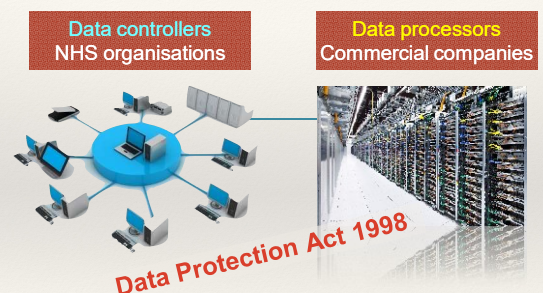 Data controllers
NHS organisations
Data processors
Commercial companies
Data Protection Act 1998